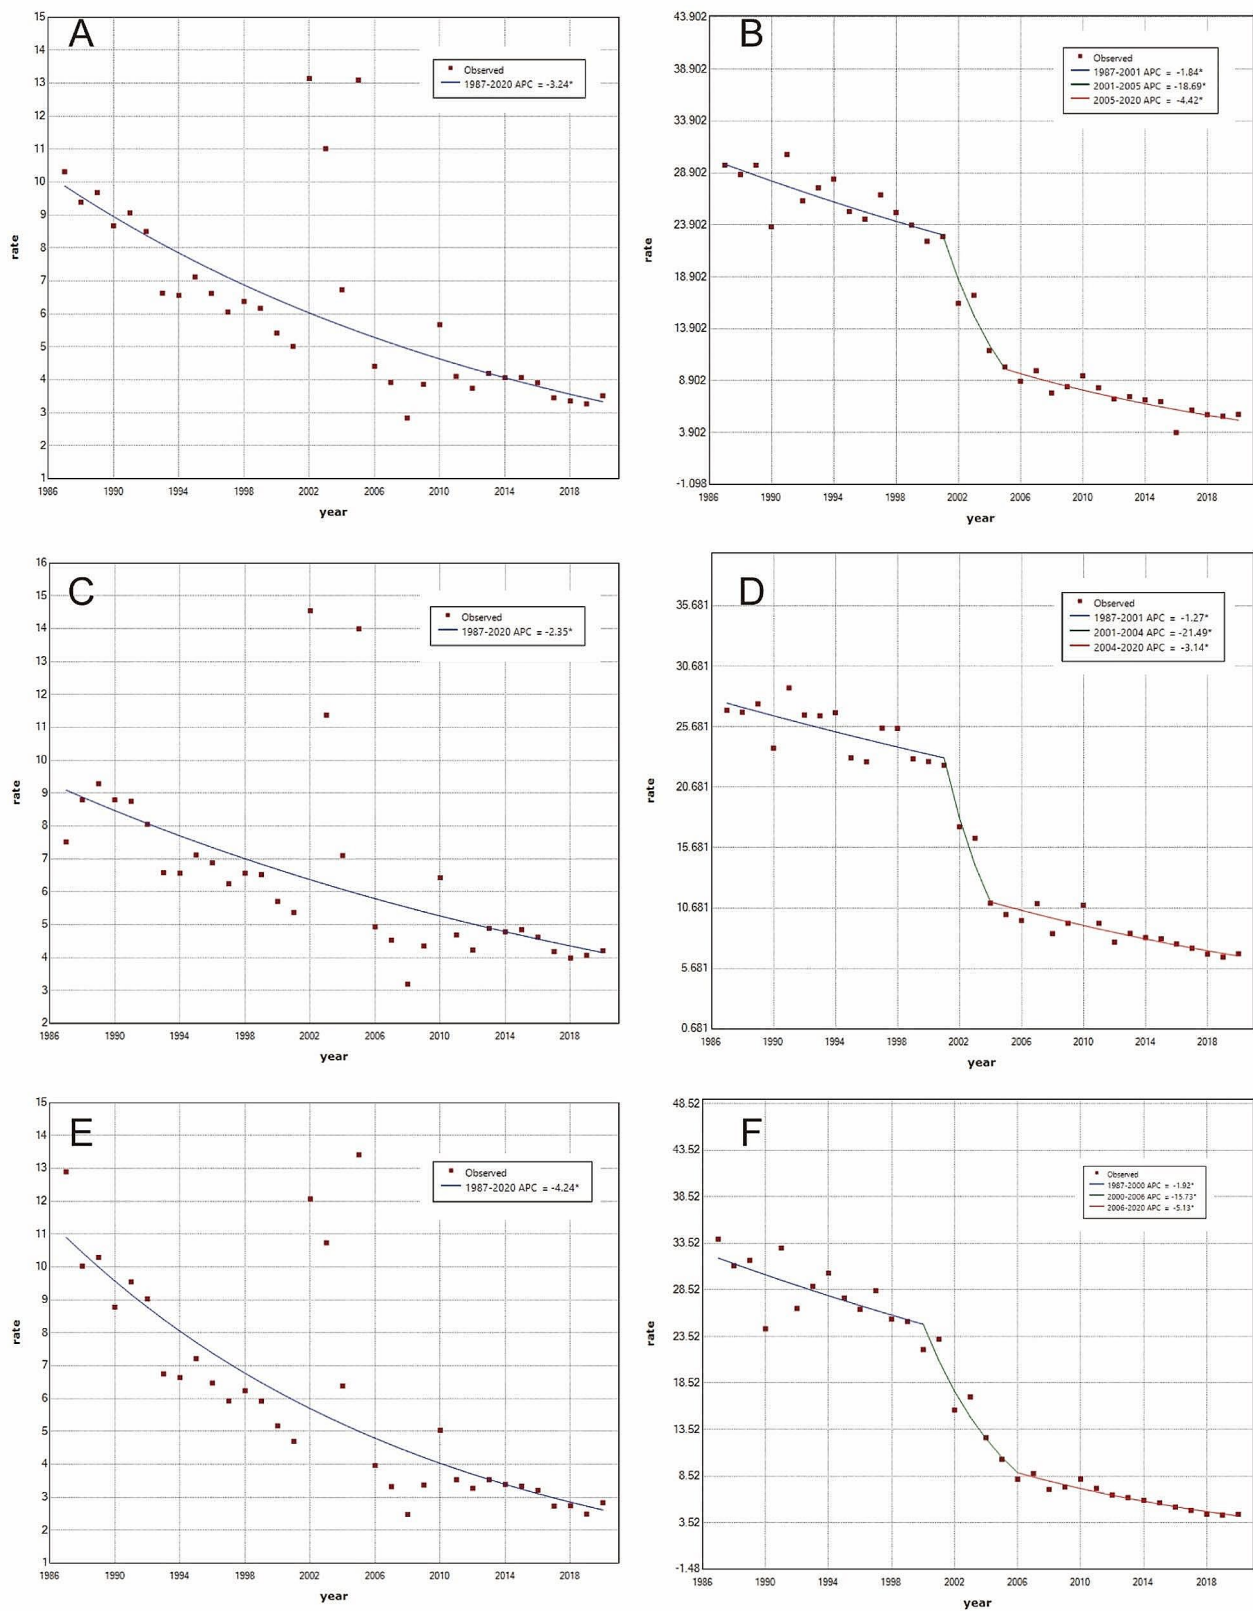 A
Observed
1987-2020 APC = -3.24*
15
14
13
12
11
10
9
8
7
6
5
4
3
2
1
rate
1986 1990 1994 1998 2002 2006 2010 2014 2018
year
B
Observed
1987-2001 APC = -1.84*
2001-2005 APC = -18.69*
2005-2020 APC = -4.42*
43.902
38.902
33.902
28.902
23.902
18.902
13.902
8.902
3.902
-1.098
rate
1986 1990 1994 1998 2002 2006 2010 2014 2018
year
C
Observed
1987-2020 APC = -2.35*
16
15
14
13
12
11
10
9
8
7
6
5
4
3
2
rate
1986 1990 1994 1998 2002 2006 2010 2014 2018
year
D
Observed
1987-2001 APC = -1.27*
2001-2004 APC = -21.49*
2004-2020 APC = -3.14*
35.681
30.681
25.681
20.681
15.681
10.681
5.681
0.681
rate
1986 1990 1994 1998 2002 2006 2010 2014 2018
year
E
Observed
1987-2020 APC = -4.24*
15
14
13
12
11
10
9
8
7
6
5
4
3
2
1
rate
1986 1990 1994 1998 2002 2006 2010 2014 2018
year
F
Observed
1987-2000 APC = -1.92*
2000-2006 APC = -15.73*
2006-2020 APC = -5.13*
48.52
43.52
38.52
33.52
28.52
23.52
18.52
13.52
8.52
3.52
-1.48
rate
1986 1990 1994 1998 2002 2006 2010 2014 2018
year